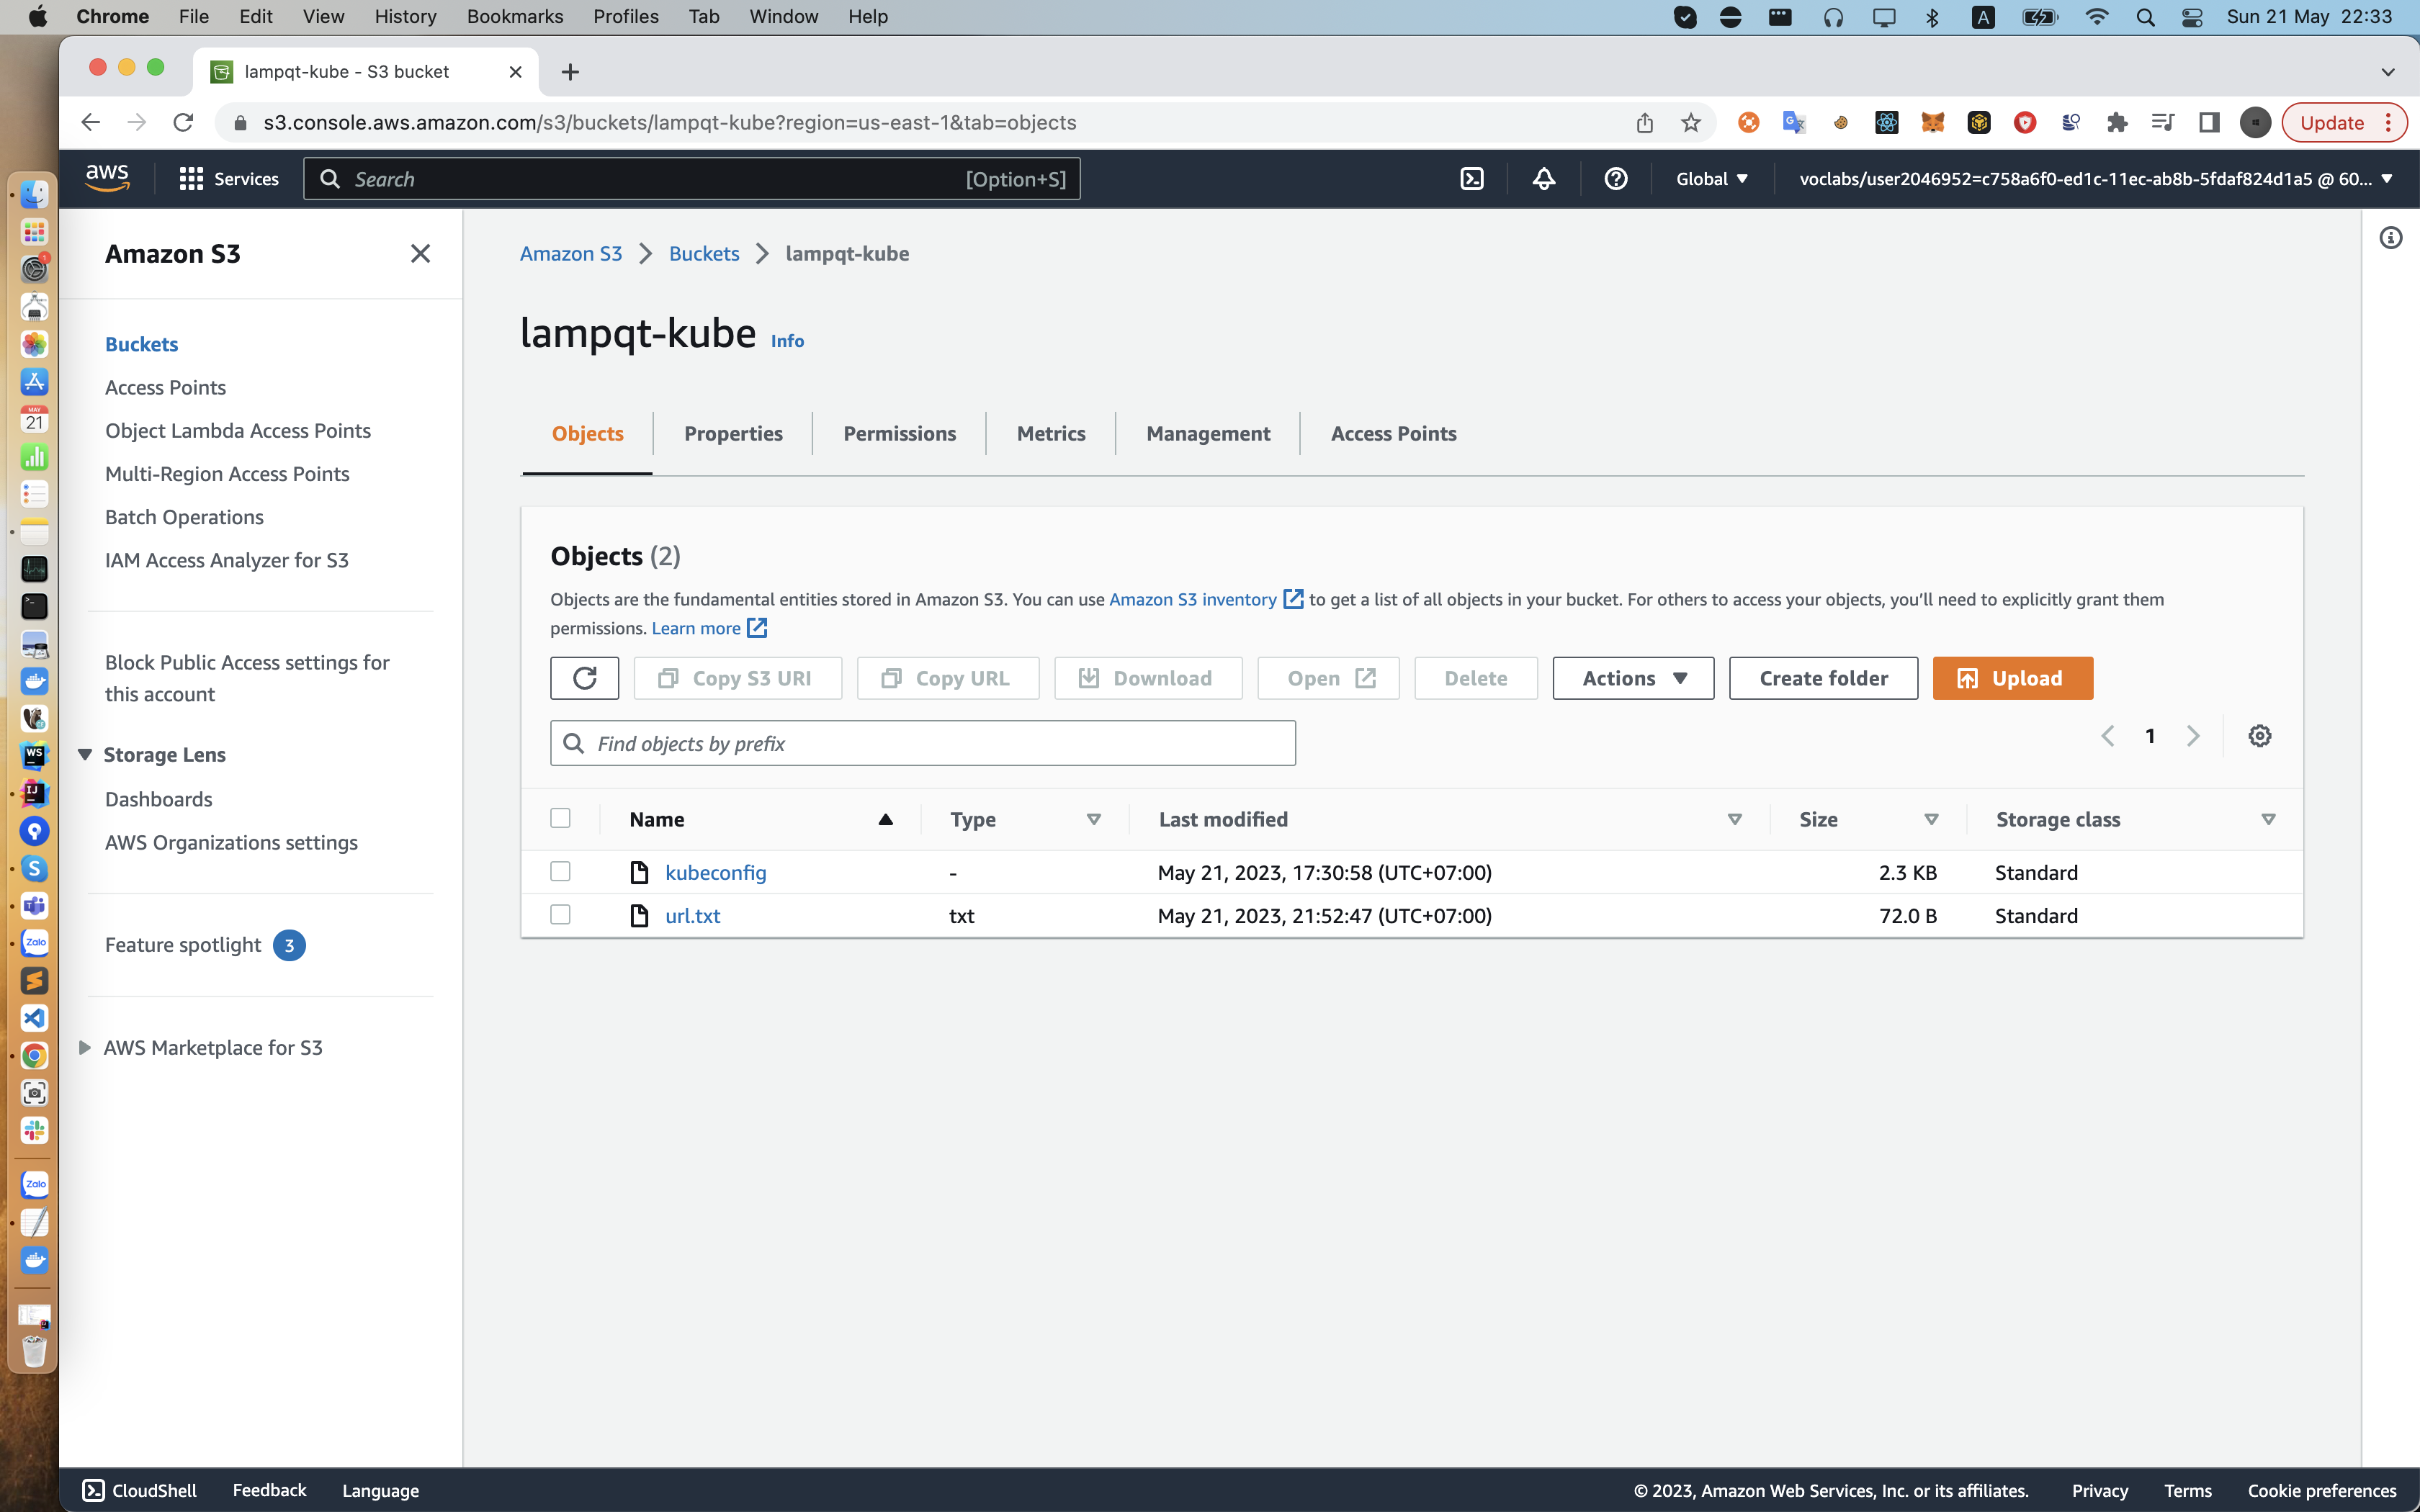 Chrome File Edit View History Bookmarks Profiles Tab Window Help A Sun 21 May 22:33
lampqt-kube - S3 bucket
s3.console.aws.amazon.com/s3/buckets/lampqt-kube?region=us-east-1&tab=objects Update
aws Services Search [Option+S] Global voclabs/user2046952=c758a6f0-ed1c-11ec-ab8b-5fdaf824d1a5 @ 60...
Amazon S3
Buckets
Access Points
Object Lambda Access Points
Multi-Region Access Points
Batch Operations
IAM Access Analyzer for S3
Block Public Access settings for
this account
Storage Lens
Dashboards
AWS Organizations settings
Feature spotlight 3
AWS Marketplace for S3
Amazon S3 Buckets lampqt-kube
lampqt-kube Info
Objects Properties Permissions Metrics Management Access Points
Objects (2)
Objects are the fundamental entities stored in Amazon S3. You can use Amazon S3 inventory to get a list of all objects in your bucket. For others to access your objects, you'll need to explicitly grant them
permissions. Learn more
Copy S3 URI Copy URL Download Open Delete Actions Create folder Upload
Find objects by prefix 1
Name Type Last modified Size Storage class
kubeconfig - May 21, 2023, 17:30:58 (UTC+07:00) 2.3 KB Standard
url.txt txt May 21, 2023, 21:52:47 (UTC+07:00) 72.0 B Standard
1
MAY
21
WS
IJ
S
Zalo
Zalo
CloudShell Feedback Language © 2023, Amazon Web Services, Inc. or its affiliates. Privacy Terms Cookie preferences